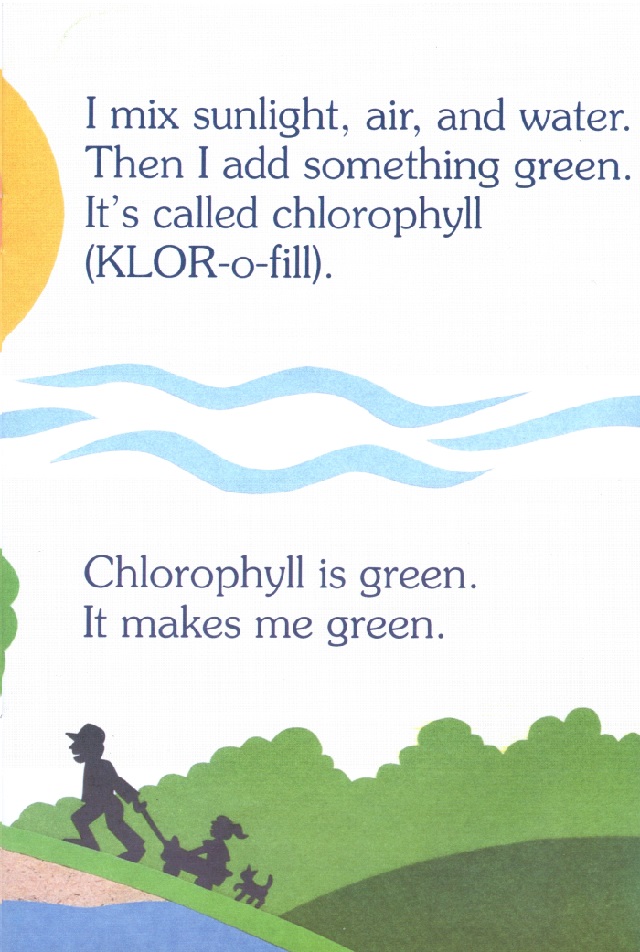 I mix sunlight, air, and water.
Then I add something green.
It's called chlorophyll
(KLOR-o-fill).
Chlorophyll is green.
It makes me green.